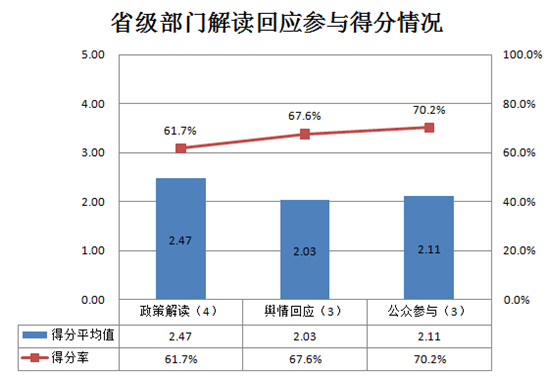 省级部门解读回应参与得分情况
5.00 100.0%
4.00 80.0%
3.00 60.0%
2.00 40.0%
1.00 20.0%
0.00 0.0%
61.7% 67.6% 70.2%
2.47 2.03 2.11
政策解读（4） 舆情回应（3） 公众参与（3）
得分平均值 2.47 2.03 2.11
得分率 61.7% 67.6% 70.2%